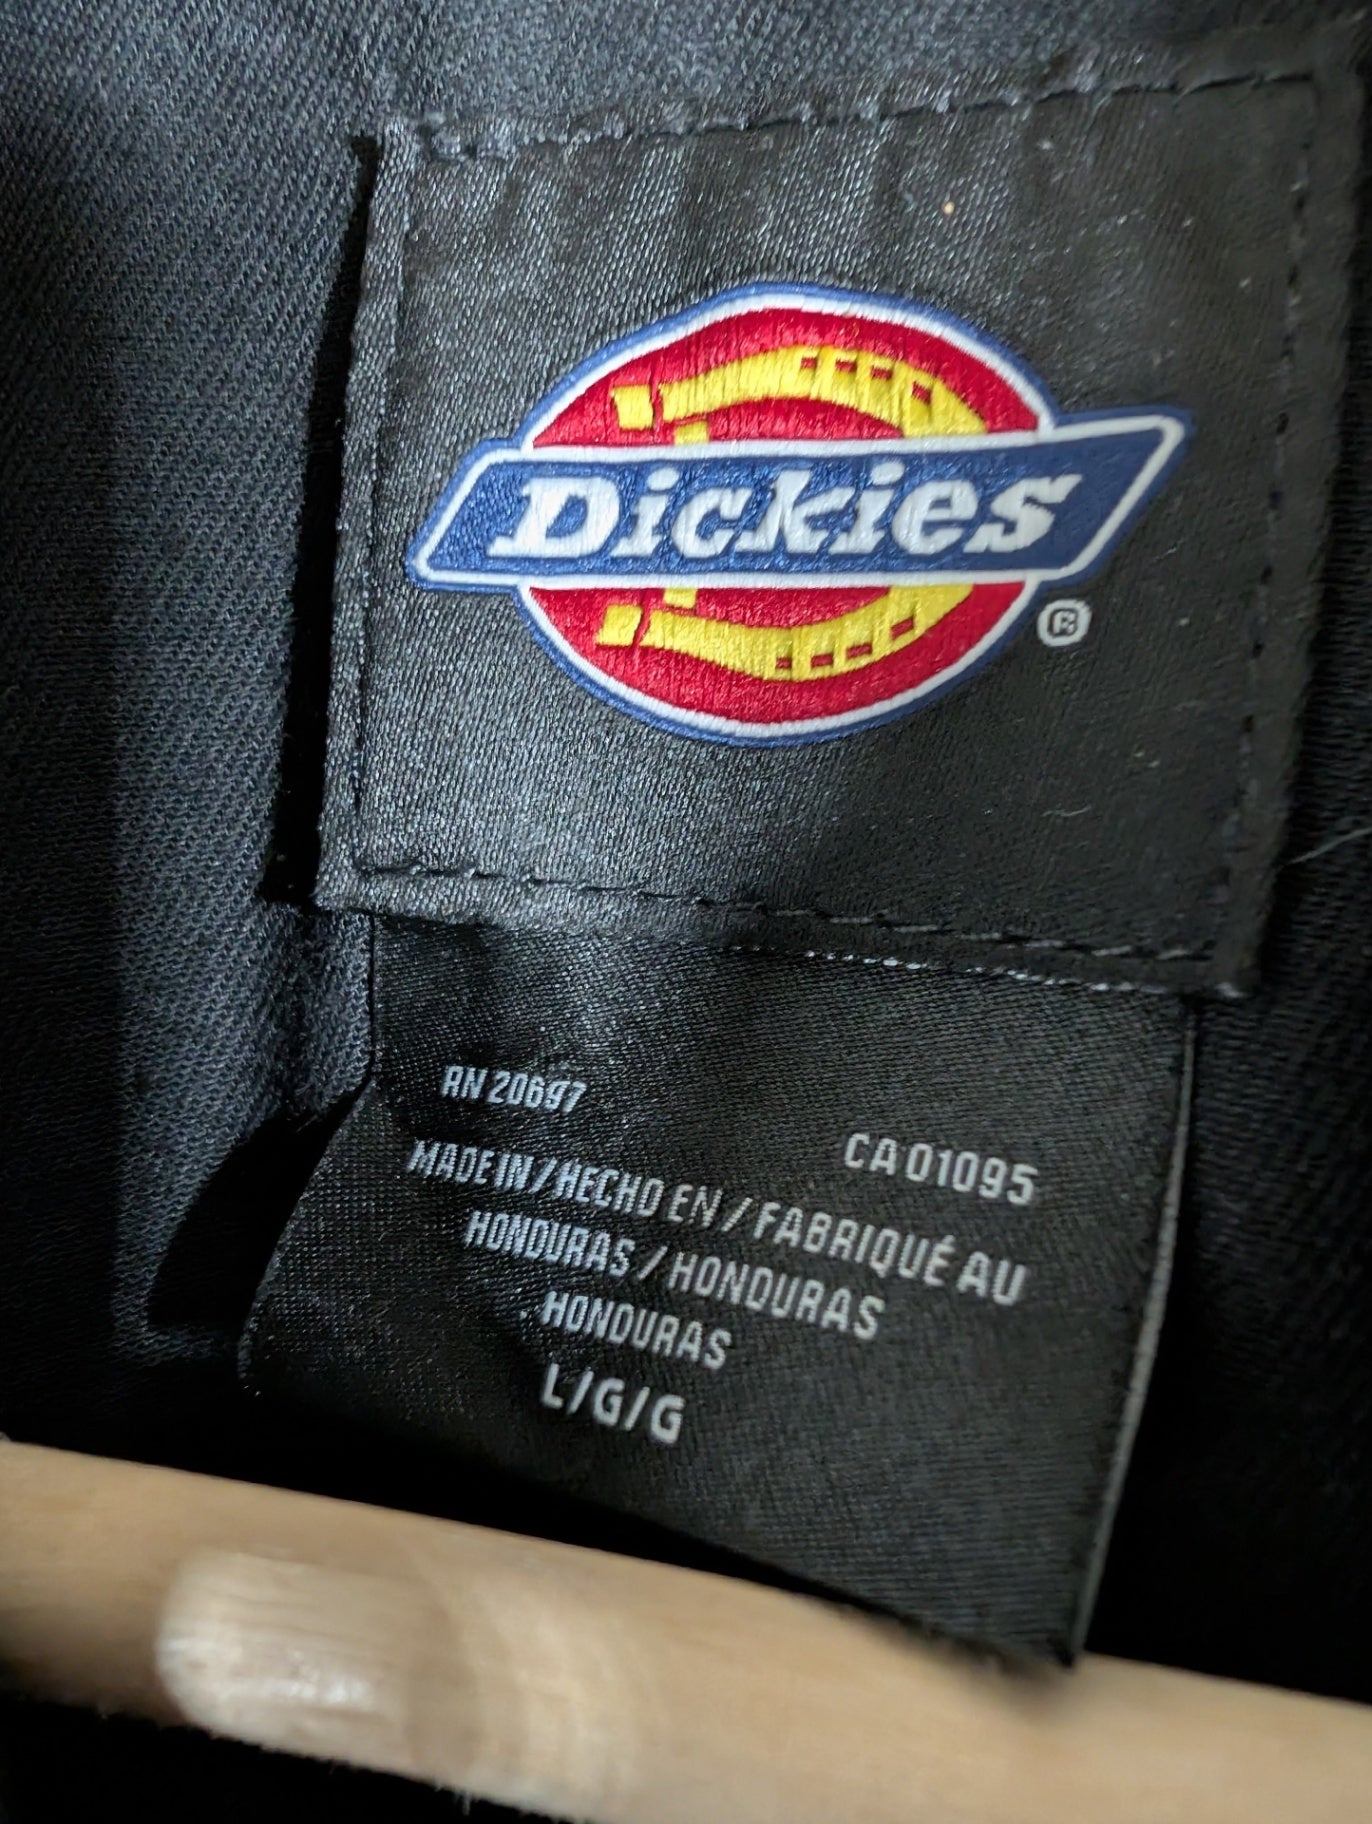 Dickies
®
RN 20697
CA 01095
MADE IN / HECHO EN / FABRIQUÉ AU
HONDURAS / HONDURAS
HONDURAS
L/G/G